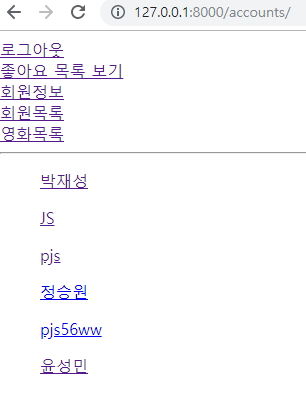 127.0.0.1:8000/accounts/
로그아웃
좋아요 목록 보기
회원정보
회원목록
영화목록
박재성
JS
pjs
정승원
pjs56ww
윤성민